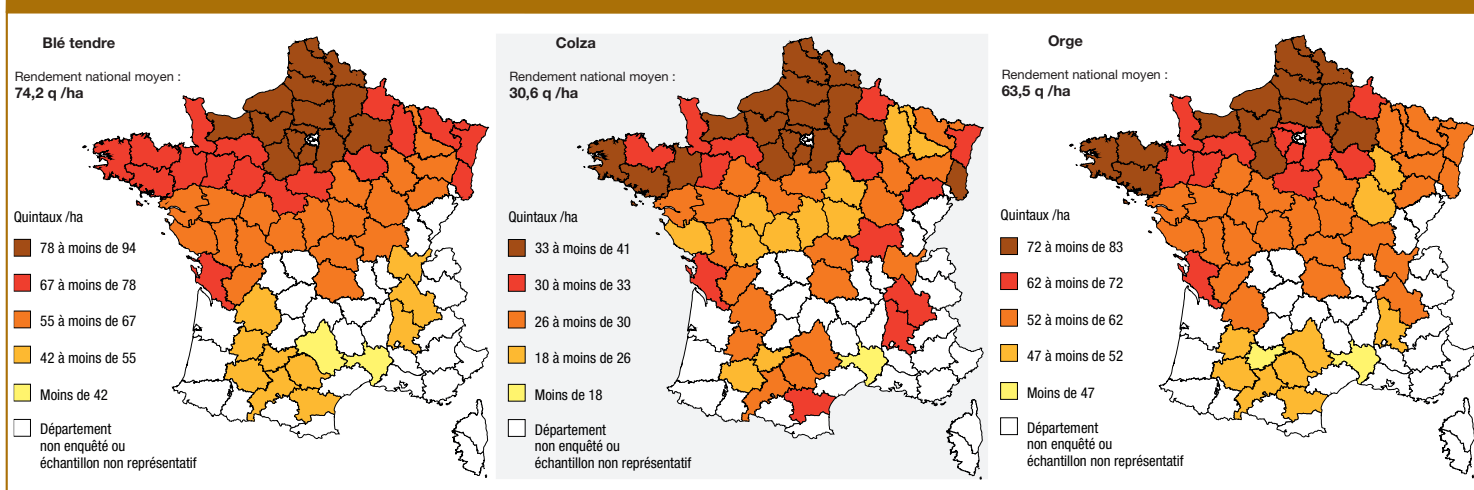 Blé tendre
Rendement national moyen :
74,2 q /ha
Quintaux /ha
78 à moins de 94
67 à moins de 78
55 à moins de 67
42 à moins de 55
Moins de 42
Département
non enquêté ou
échantillon non représentatif
Colza
Rendement national moyen :
30,6 q /ha
Quintaux /ha
33 à moins de 41
30 à moins de 33
26 à moins de 30
18 à moins de 26
Moins de 18
Département
non enquêté ou
échantillon non représentatif
Orge
Rendement national moyen :
63,5 q /ha
Quintaux /ha
72 à moins de 83
62 à moins de 72
52 à moins de 62
47 à moins de 52
Moins de 47
Département
non enquêté ou
échantillon non représentatif